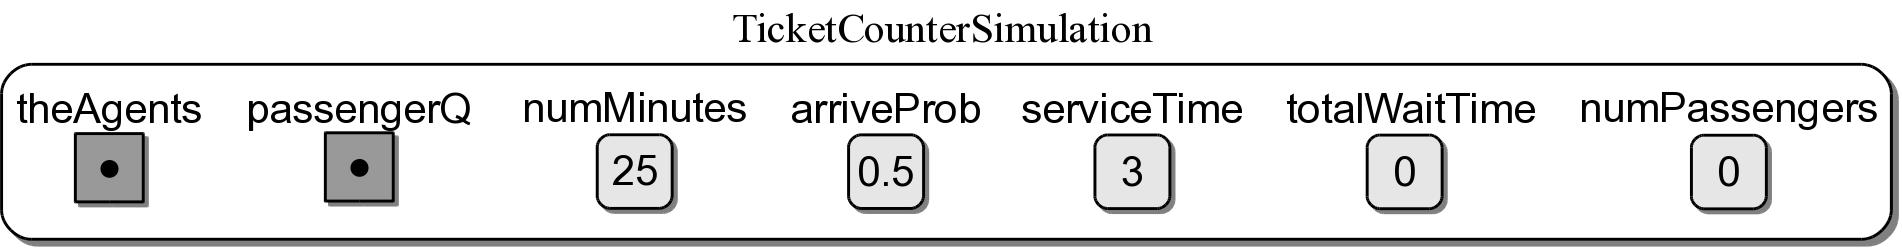 TicketCounterSimulation
theAgents passengerQ numMinutes arriveProb serviceTime totalWaitTime numPassengers
25 0.5 3 0 0